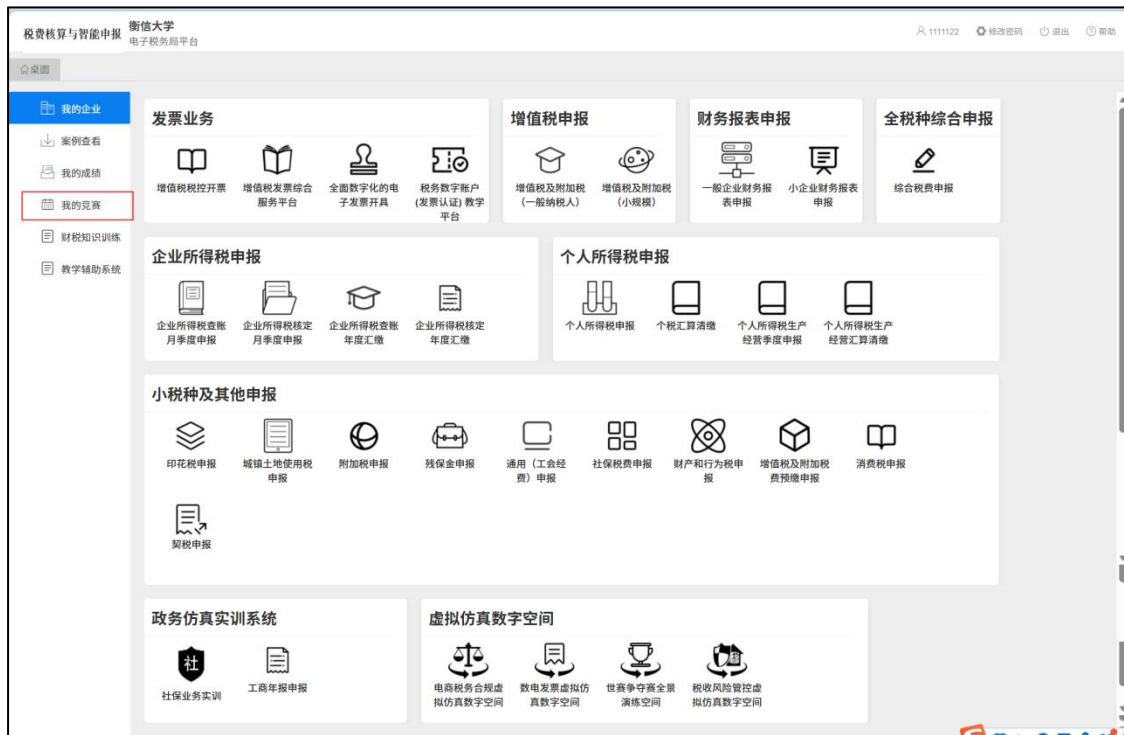 税费核算与智能申报
衡信大学
电子税务局平台
1111122 修改密码 退出 帮助
桌面
我的企业
案例查看
我的成绩
我的竞赛
财税知识训练
教学辅助系统
发票业务
增值税税控开票
增值税发票综合
服务平台
全面数字化的电
子发票开具
税务数字账户
(发票认证) 教学
平台
增值税申报
增值税及附加税
（一般纳税人）
增值税及附加税
（小规模）
财务报表申报
一般企业财务报
表申报
小企业财务报表
申报
全税种综合申报
综合税费申报
企业所得税申报
企业所得税查账
月季度申报
企业所得税核定
月季度申报
企业所得税查账
年度汇缴
企业所得税核定
年度汇缴
个人所得税申报
个人所得税申报
个税汇算清缴
个人所得税生产
经营季度申报
个人所得税生产
经营汇算清缴
小税种及其他申报
印花税申报
城镇土地使用税
申报
附加税申报
残保金申报
通用（工会经
费）申报
社保税费申报
财产和行为税申
报
增值税及附加税
费预缴申报
消费税申报
契税申报
政务仿真实训系统
社
社保业务实训
工商年报申报
虚拟仿真数字空间
电商税务合规虚
拟仿真数字空间
数电发票虚拟仿
真数字空间
世赛争夺赛全景
演练空间
税收风险管控虚
拟仿真数字空间